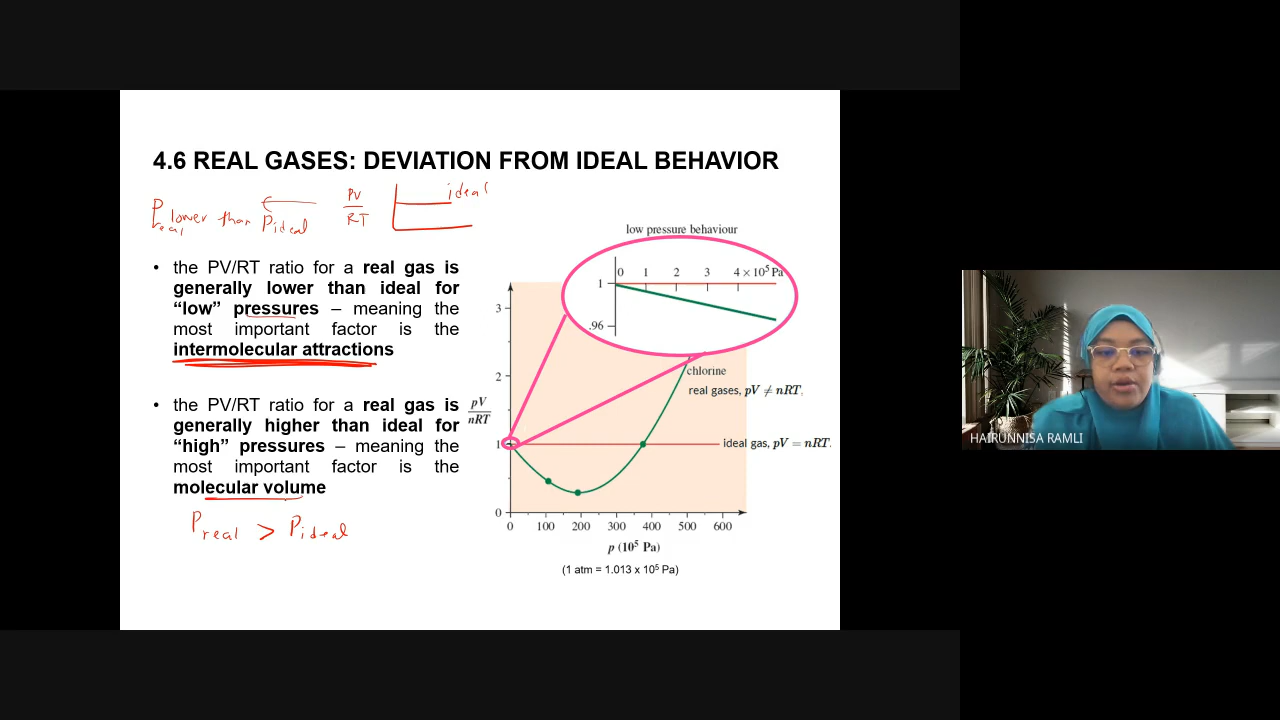 4.6 REAL GASES: DEVIATION FROM IDEAL BEHAVIOR
P real lower than P ideal
PV
RT
ideal
• the PV/RT ratio for a real gas is
generally lower than ideal for
“low” pressures – meaning the
most important factor is the
intermolecular attractions
• the PV/RT ratio for a real gas is
generally higher than ideal for
“high” pressures – meaning the
most important factor is the
molecular volume
P real > P ideal
low pressure behaviour
0 1 2 3 4 × 10⁵ Pa
1
.96
3
2
1
0
pV
nRT
chlorine
real gases, pV ≠ nRT,
ideal gas, pV = nRT.
0 100 200 300 400 500 600
p (10⁵ Pa)
(1 atm = 1.013 x 10⁵ Pa)
HAIRUNNISA RAMLI